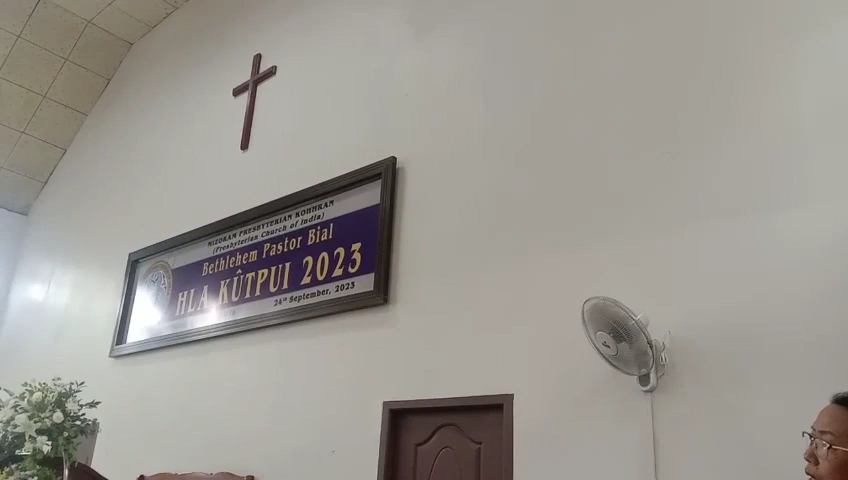 MIZORAM PRESBYTERIAN KOHHRAN
(Presbyterian Church of India)
Bethlehem Pastor Bial
HLA KÛTPUI 2023
24th September, 2023